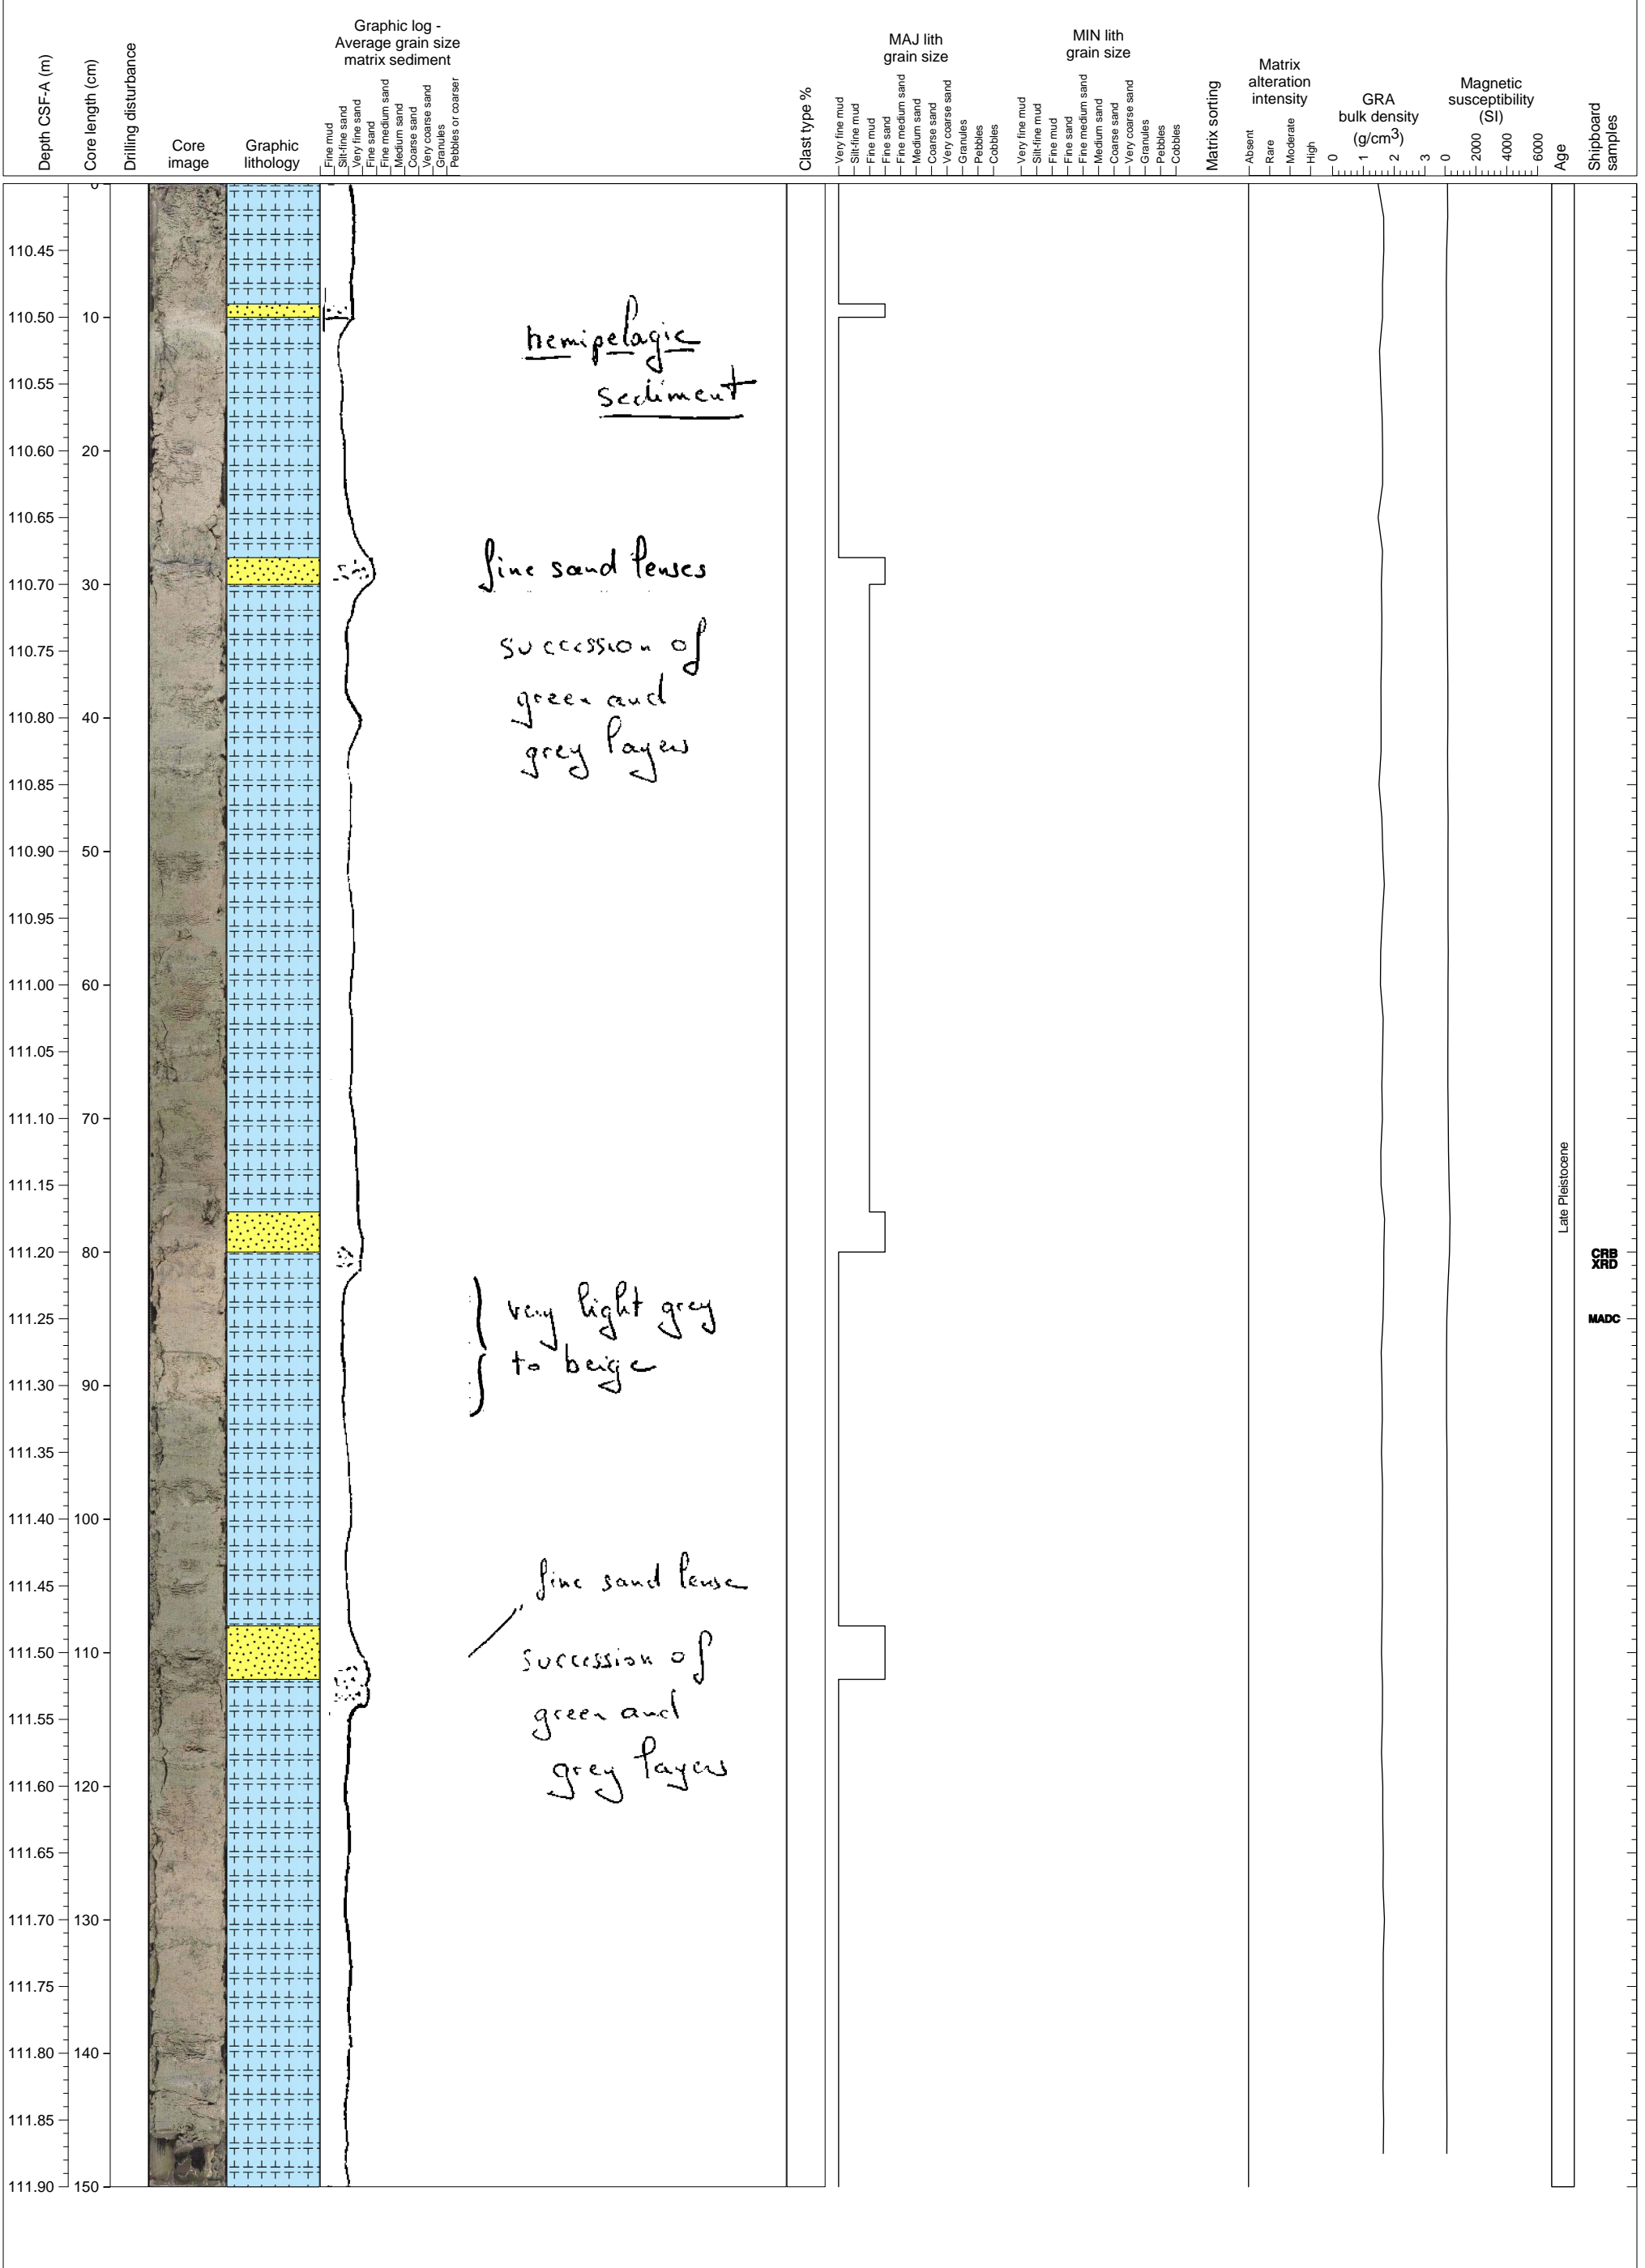 Depth CSF-A (m)
Core length (cm)
Drilling disturbance
Core
image
Graphic
lithology
Graphic log -
Average grain size
matrix sediment
Fine mud
Silt-fine sand
Very fine sand
Fine sand
Fine medium sand
Medium sand
Coarse sand
Very coarse sand
Granules
Pebbles or coarser
Clast type %
MAJ lith
grain size
Very fine mud
Silt-fine mud
Fine mud
Fine sand
Fine medium sand
Medium sand
Coarse sand
Very coarse sand
Granules
Pebbles
Cobbles
MIN lith
grain size
Very fine mud
Silt-fine mud
Fine mud
Fine sand
Fine medium sand
Medium sand
Coarse sand
Very coarse sand
Granules
Pebbles
Cobbles
Matrix sorting
Matrix
alteration
intensity
Absent
Rare
Moderate
High
GRA
bulk density
(g/cm3)
0 1 2 3
Magnetic
susceptibility
(SI)
0 2000 4000 6000
Age
Shipboard
samples
0
110.45
110.50 10
hemipelagic
110.55
sediment
110.60 20
110.65
fine sand lenses
110.70 30
110.75
succession of
green and
110.80 40
grey layers
110.85
110.90 50
110.95
111.00 60
111.05
111.10 70
111.15
Late Pleistocene
111.20 80
CRB
XRD
111.25
MADC
very light grey
to beige
111.30 90
111.35
111.40 100
111.45
fine sand lense
111.50 110
succession of
111.55
green and
grey layers
111.60 120
111.65
111.70 130
111.75
111.80 140
111.85
111.90 150